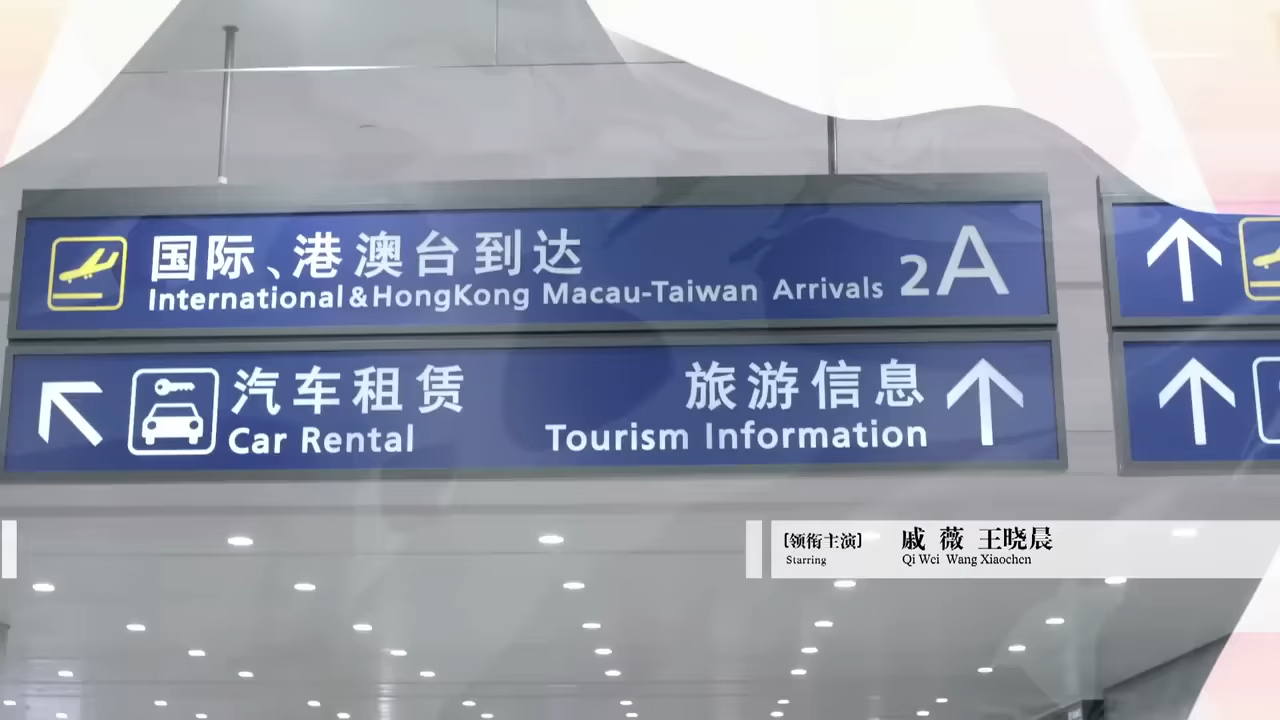 国际、港澳台到达
International&HongKong Macau-Taiwan Arrivals
2A
汽车租赁
Car Rental
旅游信息
Tourism Information
[领衔主演] 戚 薇 王晓晨
Starring Qi Wei Wang Xiaochen